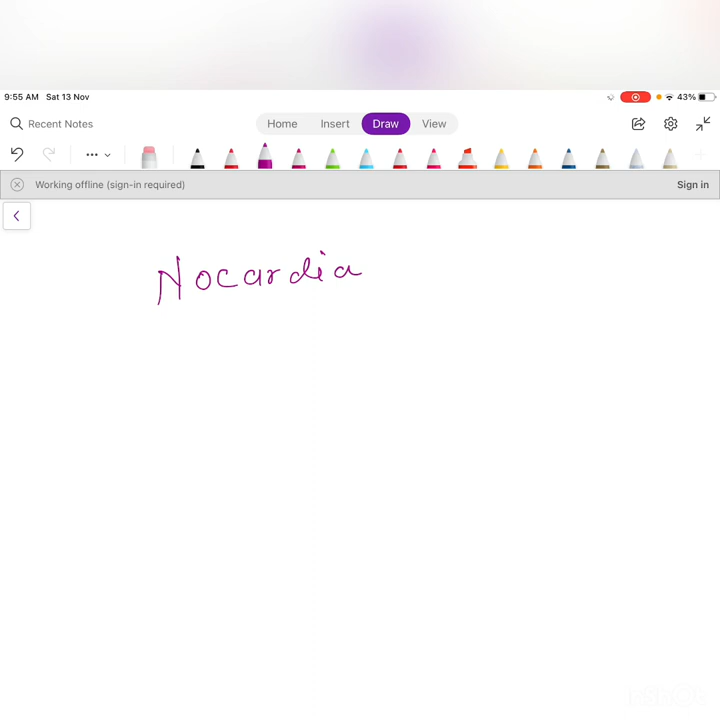 9:55 AM Sat 13 Nov 43%
Recent Notes Home Insert Draw View
Working offline (sign-in required) Sign in
Nocardia